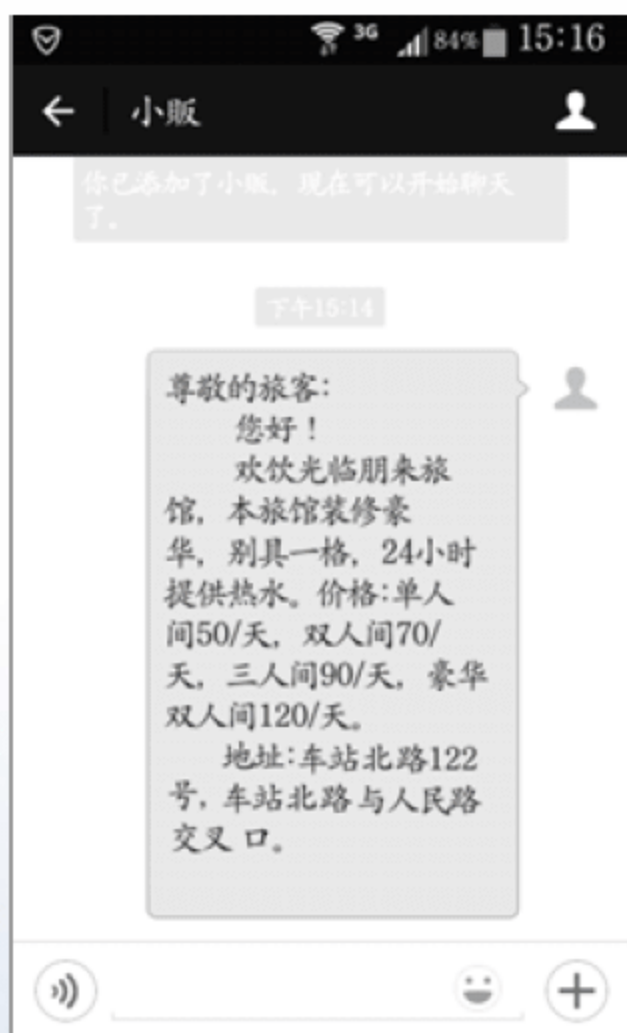 3G 84% 15:16
小贩
你已添加了小贩，现在可以开始聊天
了。
下午15:14
尊敬的旅客：
您好！
欢饮光临朋来旅
馆，本旅馆装修豪
华，别具一格，24小时
提供热水。价格：单人
间50/天，双人间70/
天，三人间90/天，豪华
双人间120/天。
地址：车站北路122
号，车站北路与人民路
交叉 口。